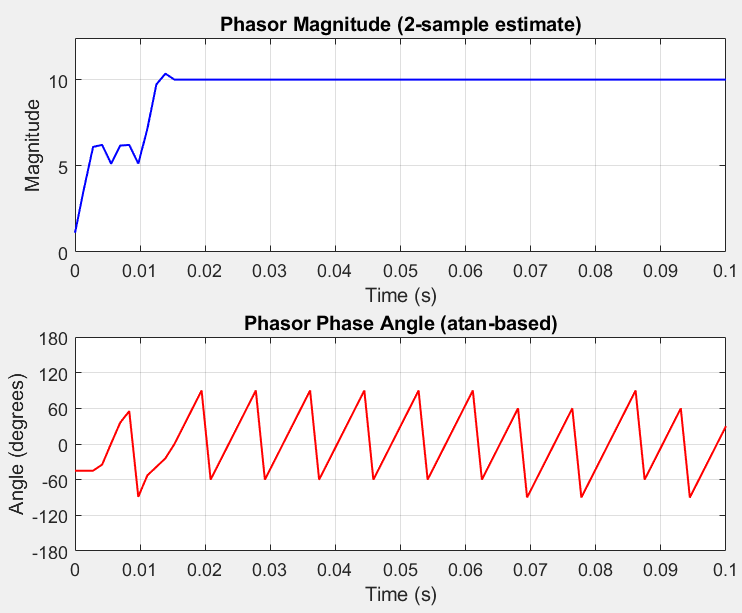 Phasor Magnitude (2-sample estimate)
Magnitude
10
5
0
0 0.01 0.02 0.03 0.04 0.05 0.06 0.07 0.08 0.09 0.1
Time (s)
Phasor Phase Angle (atan-based)
Angle (degrees)
180
120
60
0
-60
-120
-180
0 0.01 0.02 0.03 0.04 0.05 0.06 0.07 0.08 0.09 0.1
Time (s)